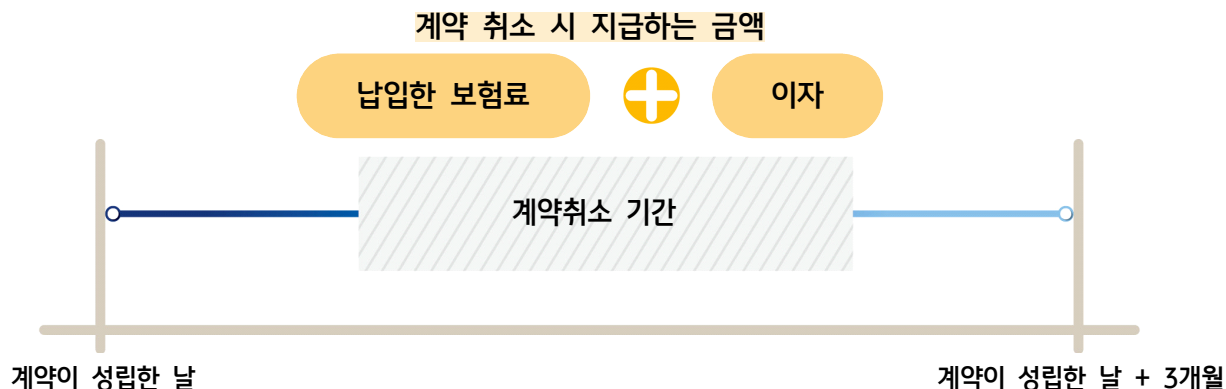 계약 취소 시 지급하는 금액
납입한 보험료 + 이자
계약취소 기간
계약이 성립한 날
계약이 성립한 날 + 3개월